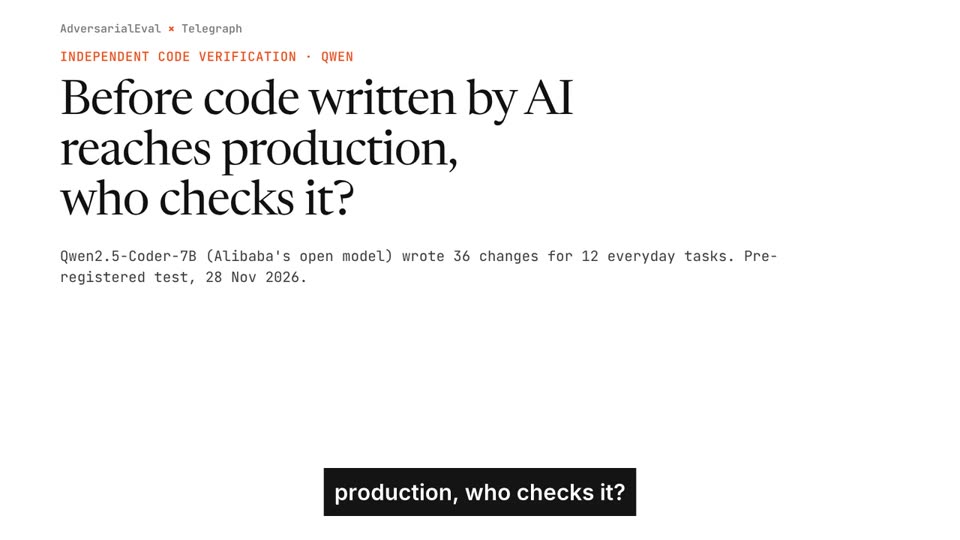 AdversarialEval × Telegraph
INDEPENDENT CODE VERIFICATION · QWEN
Before code written by AI
reaches production,
who checks it?
Qwen2.5-Coder-7B (Alibaba's open model) wrote 36 changes for 12 everyday tasks. Pre-
registered test, 28 Nov 2026.
production, who checks it?